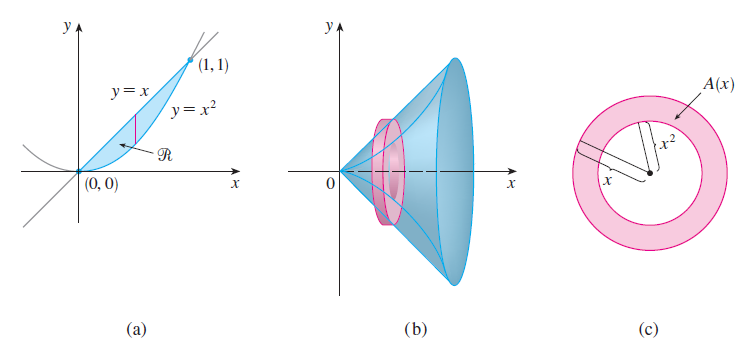 y
(1, 1)
y = x
y = x²
ℛ
(0, 0)
x
(a)
y
0
x
(b)
A(x)
x²
x
(c)